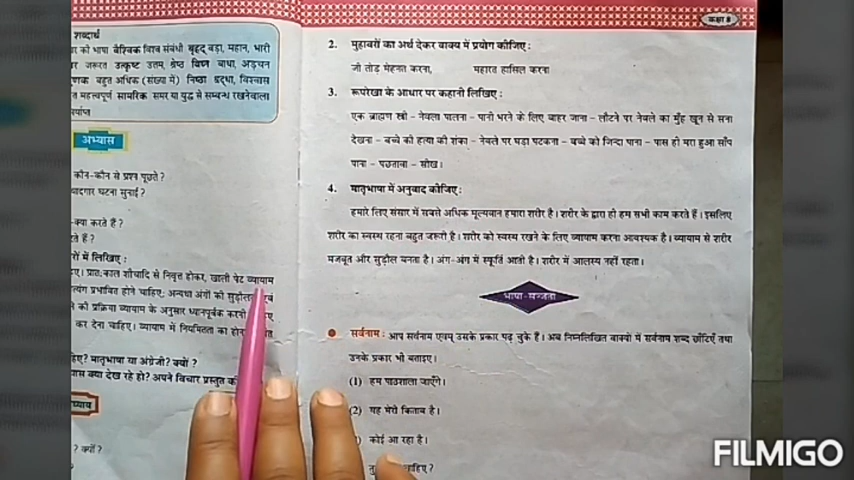 कक्षा 8
शब्दार्थ
को भाषा वैश्विक विश्व संबंधी बृहद् बड़ा, महान, भारी
जरूरत उत्कृष्ट उत्तम, श्रेष्ठ विघ्न बाधा, अड़चन
बहुत अधिक (संख्या में) निष्ठा श्रद्धा, विश्वास
महत्वपूर्ण सामरिक समर या युद्ध से सम्बन्ध रखनेवाला
अभ्यास
कौन-कौन से प्रश्न पूछते?
यादगार घटना सुनाई?
-क्या करते हैं?
ते हैं?
में लिखिए :
प्रातःकाल शौचादि से निवृत्त होकर, खाली पेट व्यायाम
प्रभावित होने चाहिए; अन्यथा अंगों की
की प्रक्रिया व्यायाम के अनुसार ध्यानपूर्वक करनी
कर देना चाहिए। व्यायाम में नियमितता का होना
मातृभाषा या अंग्रेजी? क्यों?
क्या देख रहे हो? अपने विचार प्रस्तुत
क्यों?
2. मुहावरों का अर्थ देकर वाक्य में प्रयोग कीजिए :
जी तोड़ मेहनत करना, महारत हासिल करना
3. रूपरेखा के आधार पर कहानी लिखिए :
एक ब्राह्मण स्त्री – नेवला पालना – पानी भरने के लिए बाहर जाना – लौटने पर नेवले का मुँह खून से सना
देखना – बच्चे की हत्या की शंका – नेवले पर घड़ा पटकना – बच्चे को जिन्दा पाना – पास ही मरा हुआ साँप
पाना – पछतावा – सीख।
4. मातृभाषा में अनुवाद कीजिए :
हमारे लिए संसार में सबसे अधिक मूल्यवान हमारा शरीर है। शरीर के द्वारा ही हम सभी काम करते हैं। इसलिए
शरीर का स्वस्थ रहना बहुत जरूरी है। शरीर को स्वस्थ रखने के लिए व्यायाम करना आवश्यक है। व्यायाम से शरीर
मजबूत और सुडौल बनता है। अंग-अंग में स्फूर्ति आती है। शरीर में आलस्य नहीं रहता।
भाषा-सज्जता
सर्वनाम : आप सर्वनाम एवम् उसके प्रकार पढ़ चुके हैं। अब निम्नलिखित वाक्यों में सर्वनाम शब्द छाँटिएँ तथा
उनके प्रकार भी बताइए।
(1) हम पाठशाला जाएँगे।
(2) यह मेरी किताब है।
कोई आ रहा है।
चाहिए?
FILMIGO